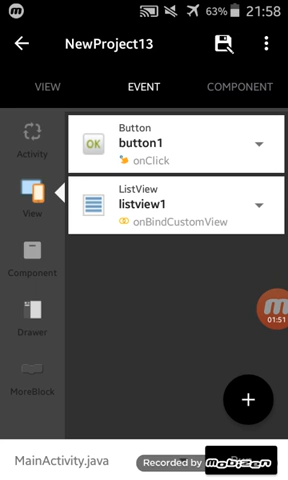 63% 21:58
NewProject13
VIEW EVENT COMPONENT
Activity
View
Component
Drawer
MoreBlock
Button
button1
onClick
OK
ListView
listview1
onBindCustomView
01:51
MainActivity.java
Recorded by mobizen